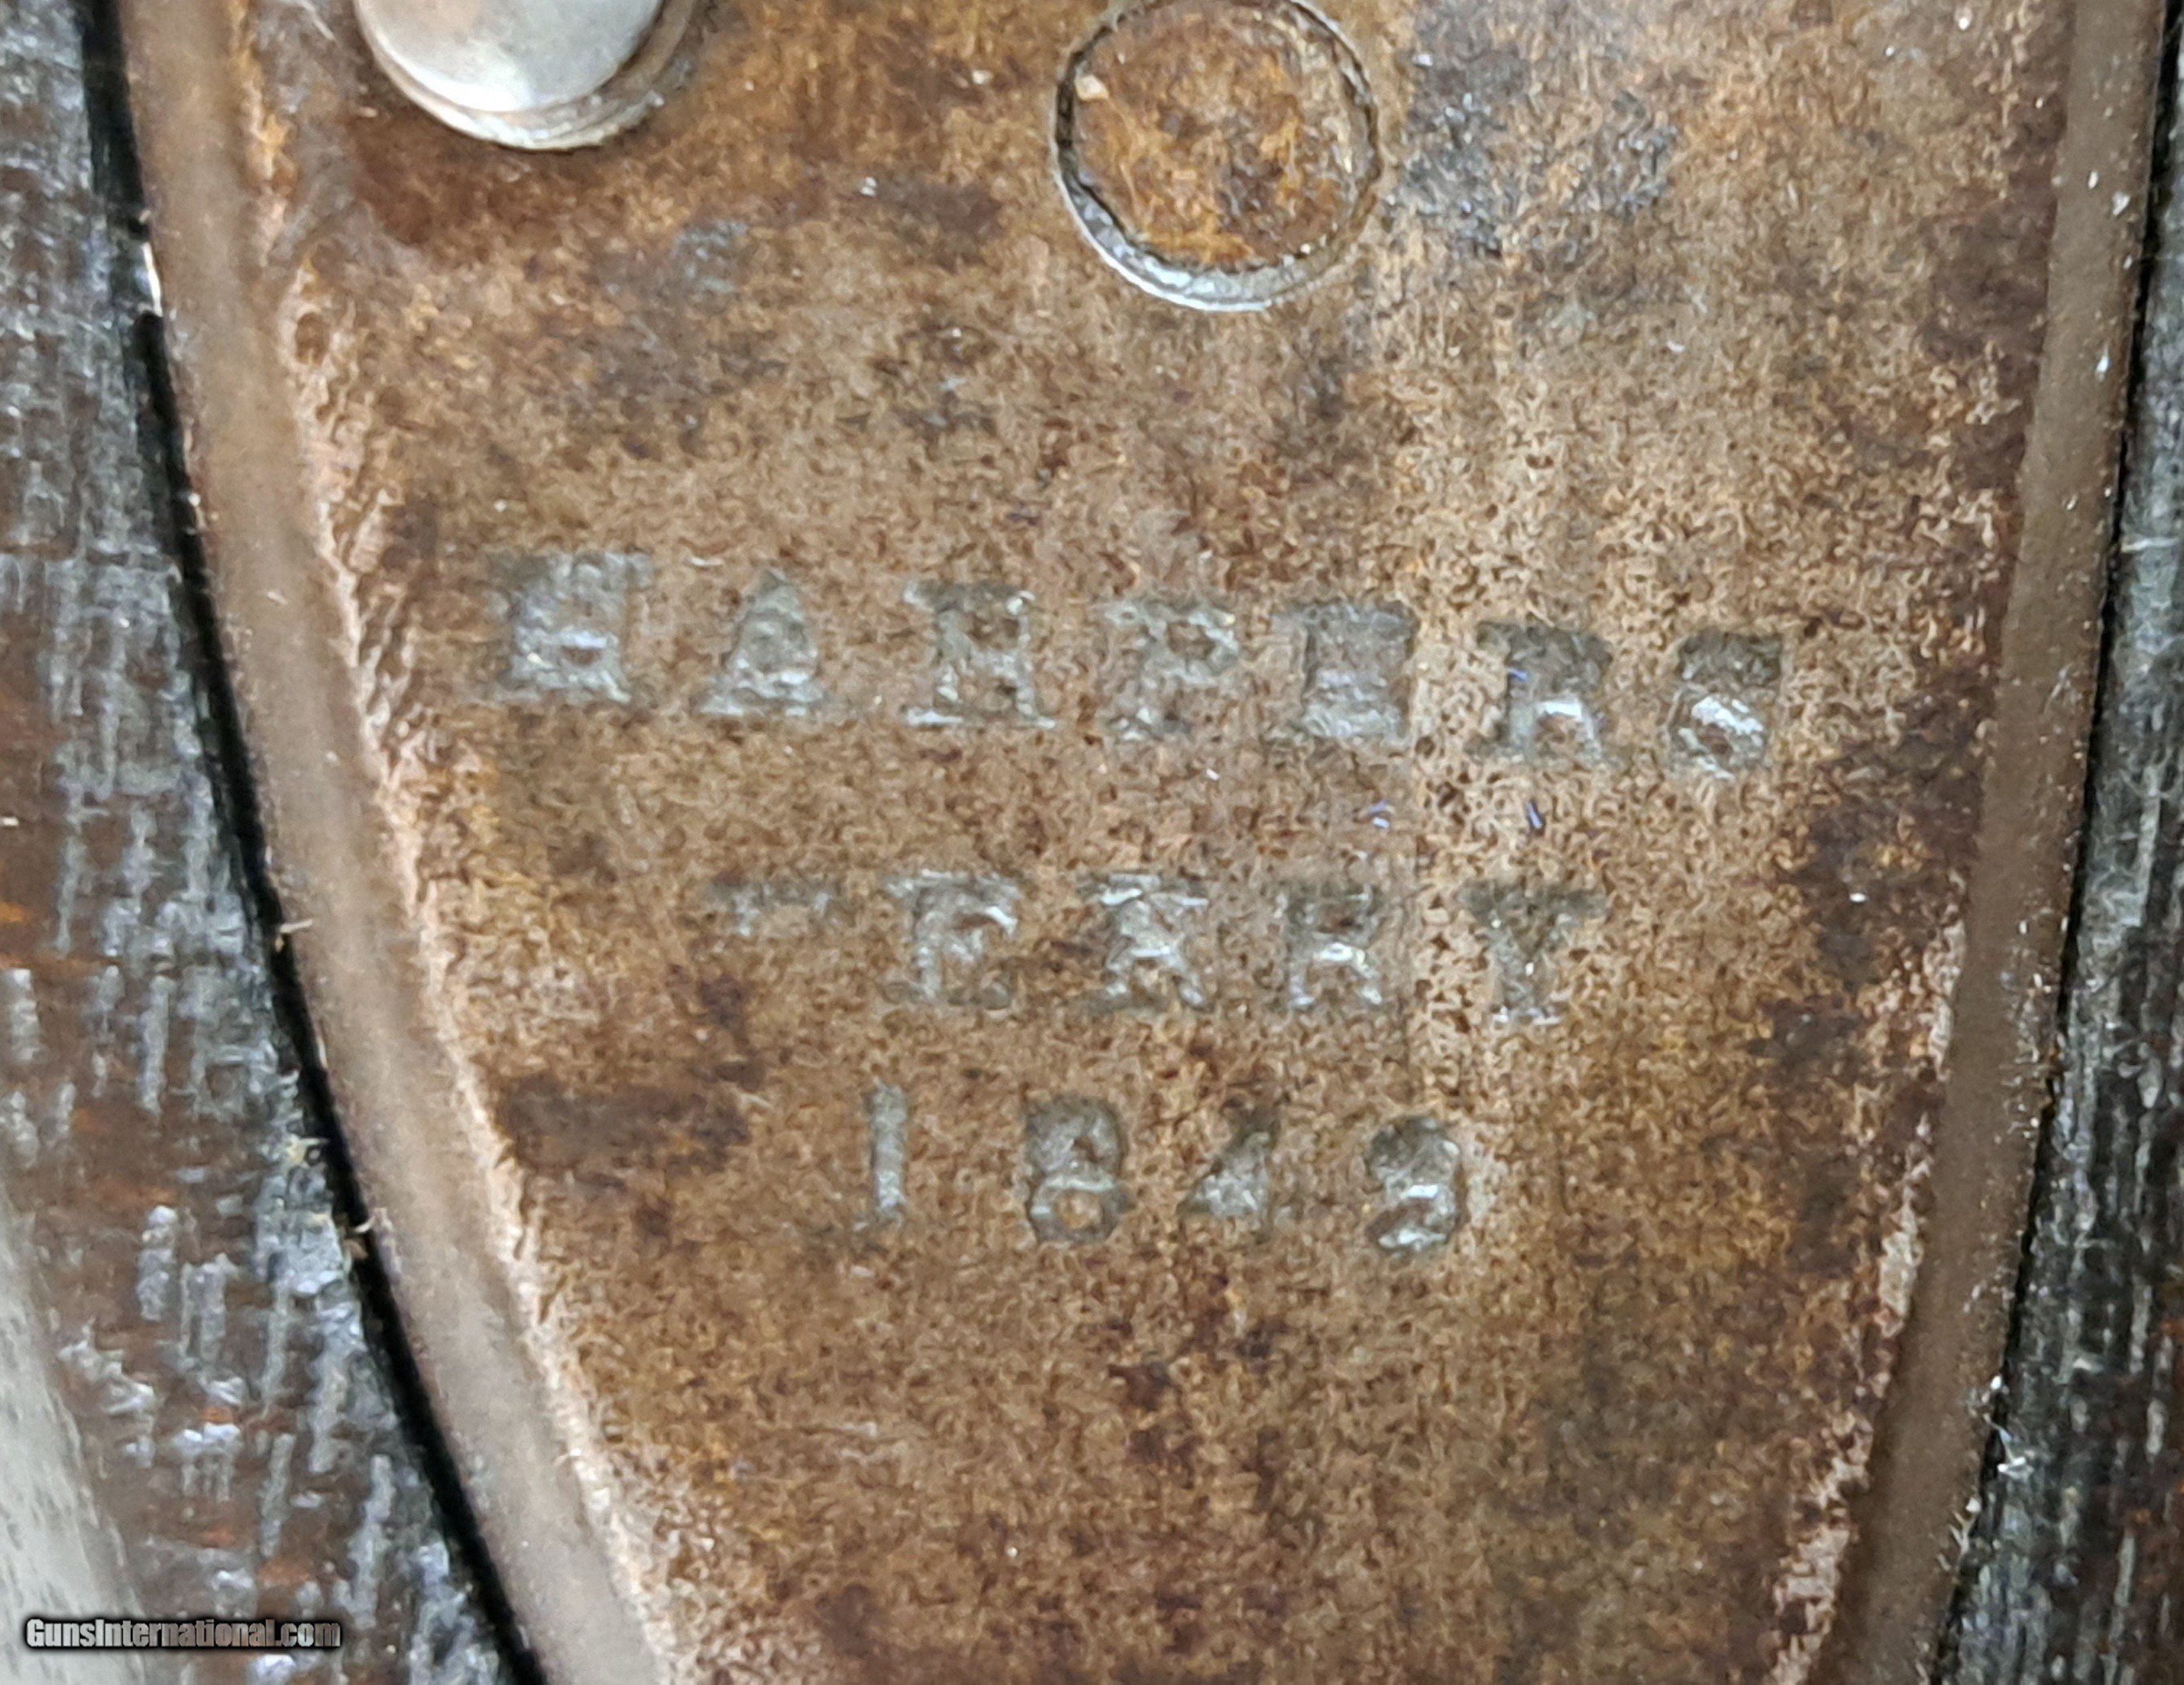 HARPERS
FERRY
1849
GunsInternational.com